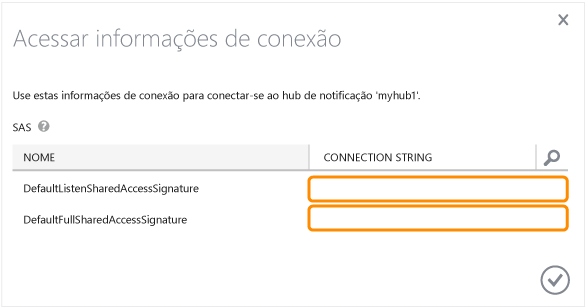 Acessar informações de conexão
Use estas informações de conexão para conectar-se ao hub de notificação 'myhub1'.
SAS ?
NOME CONNECTION STRING
DefaultListenSharedAccessSignature
DefaultFullSharedAccessSignature